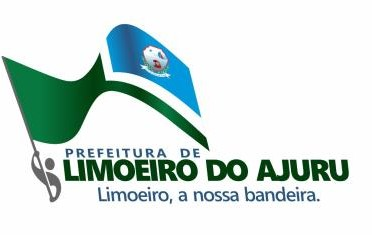 PREFEITURA DE
LIMOEIRO DO AJURU
Limoeiro, a nossa bandeira.